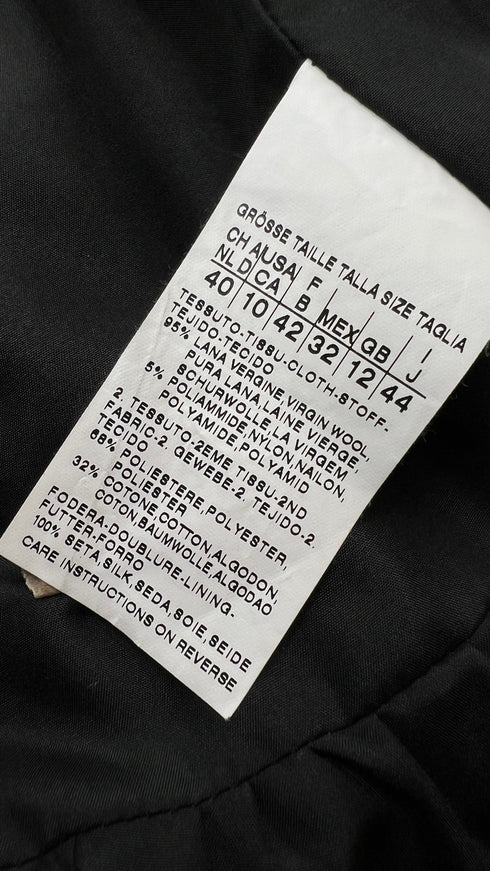 GRÖSSE TAILLE TALLA SIZE TAGLIA
CH A USA F I
NL D CA B MEX GB J
40 10 42 32 12 44
TESSUTO-TISSU-CLOTH-STOFF-
TEJIDO-TECIDO
95% LANA VERGINE,VIRGIN WOOL
PURA LANA,LAINE VIERGE,
SCHURWOLLE,LA VIRGEM
5% POLIAMMIDE,NYLON,NAILON,
POLYAMIDE,POLYAMID
2. TESSUTO-2EME TISSU-2ND
FABRIC-2. GEWEBE-2. TEJIDO-2.
TECIDO
68% POLIESTERE,POLYESTER,
POLIESTER
32% COTONE,COTTON,ALGODON,
COTON,BAUMWOLLE,ALGODAO
FODERA-DOUBLURE-LINING-
FUTTER-FORRO
100% SETA,SILK,SEDA,SOIE,SEIDE
CARE INSTRUCTIONS ON REVERSE